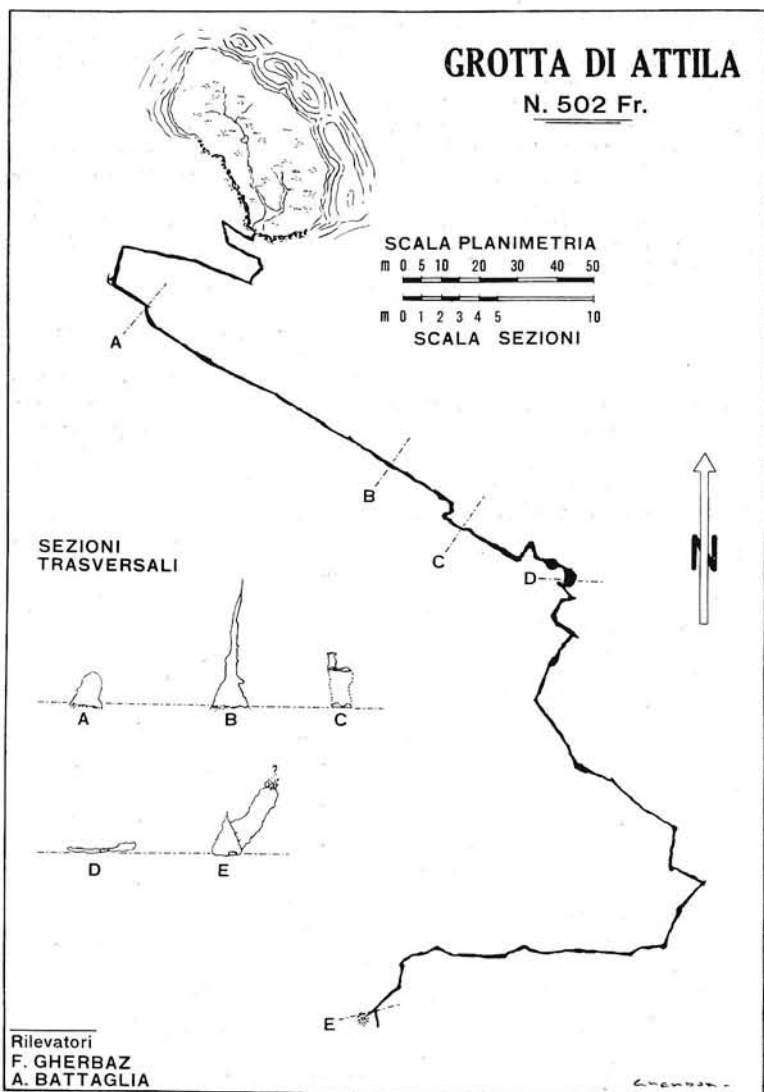 GROTTA DI ATTILA
N. 502 Fr.
SCALA PLANIMETRIA
m 0 5 10 20 30 40 50
m 0 1 2 3 4 5 10
SCALA SEZIONI
A
B
C
D
N
SEZIONI
TRASVERSALI
A B C
?
D E
E
Rilevatori
F. GHERBAZ
A. BATTAGLIA